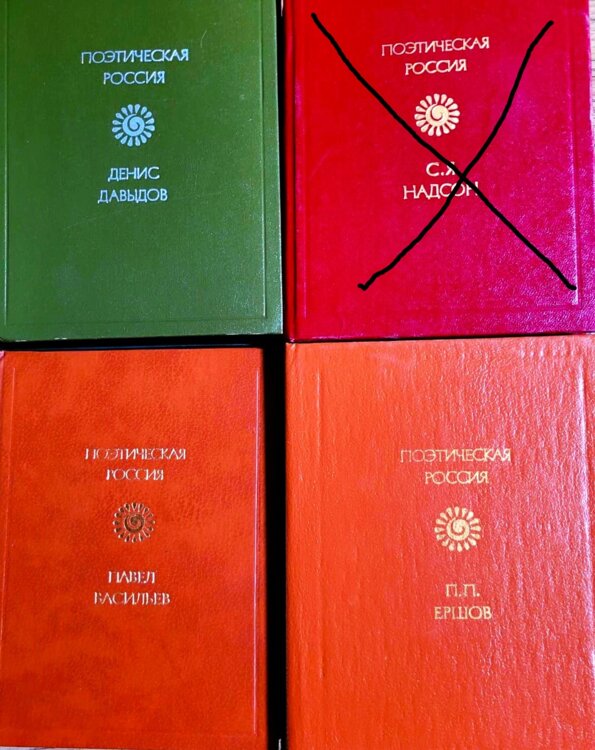 ПОЭТИЧЕСКАЯ
РОССИЯ
ДЕНИС
ДАВЫДОВ
ПОЭТИЧЕСКАЯ
РОССИЯ
С.Я.
НАДСОН
ПОЭТИЧЕСКАЯ
РОССИЯ
ПАВЕЛ
ВАСИЛЬЕВ
ПОЭТИЧЕСКАЯ
РОССИЯ
П.П.
ЕРШОВ